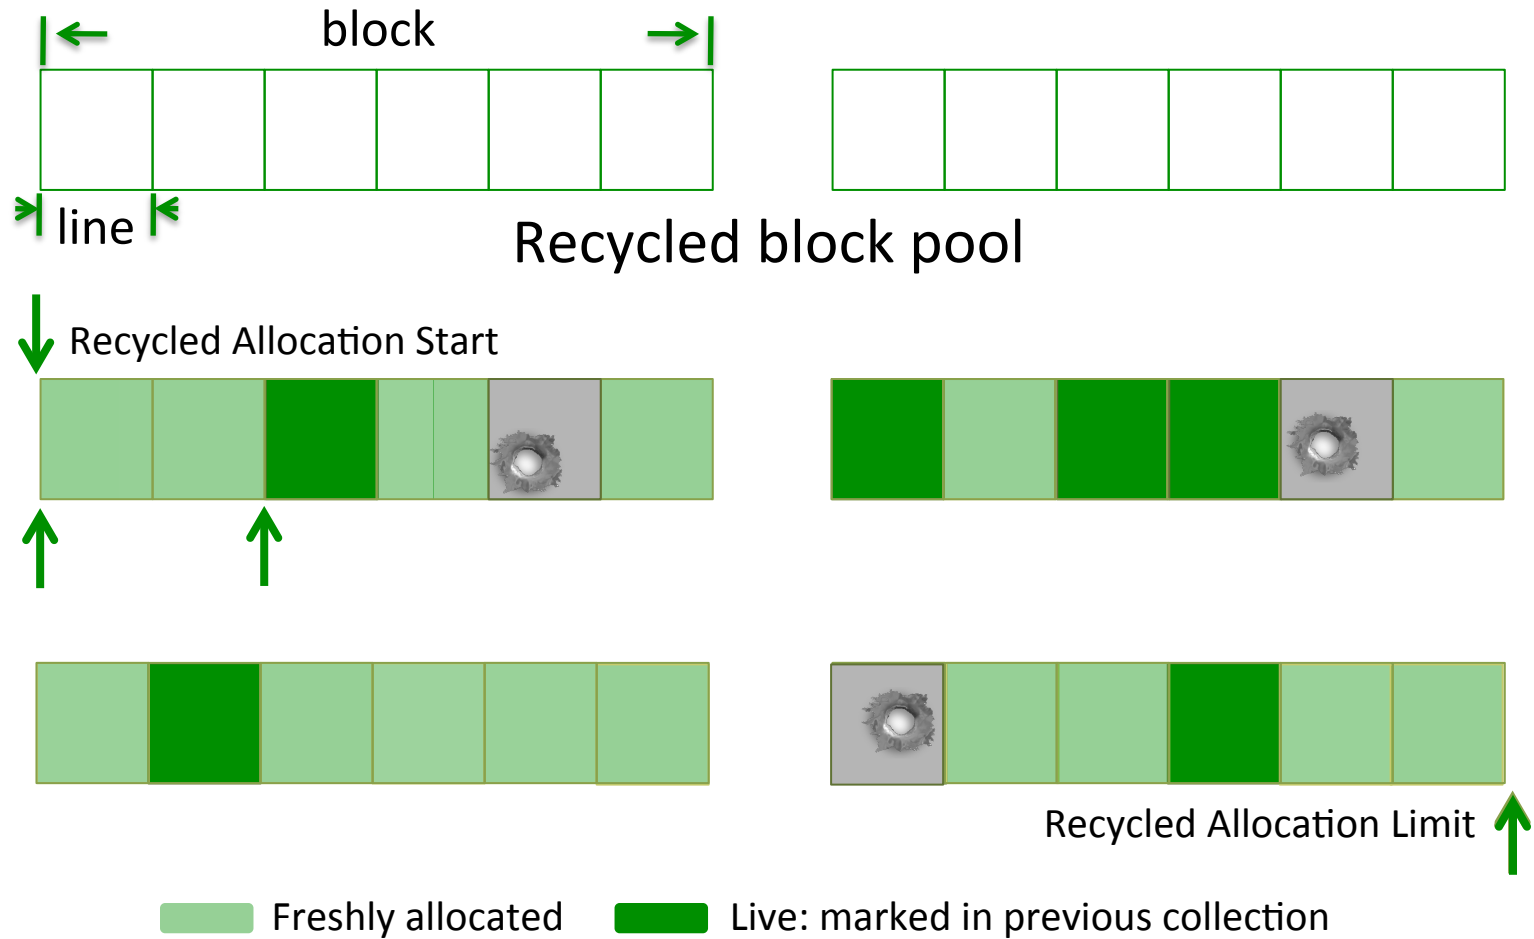 block
line
Recycled block pool
Recycled Allocation Start
Recycled Allocation Limit
Freshly allocated
Live: marked in previous collection